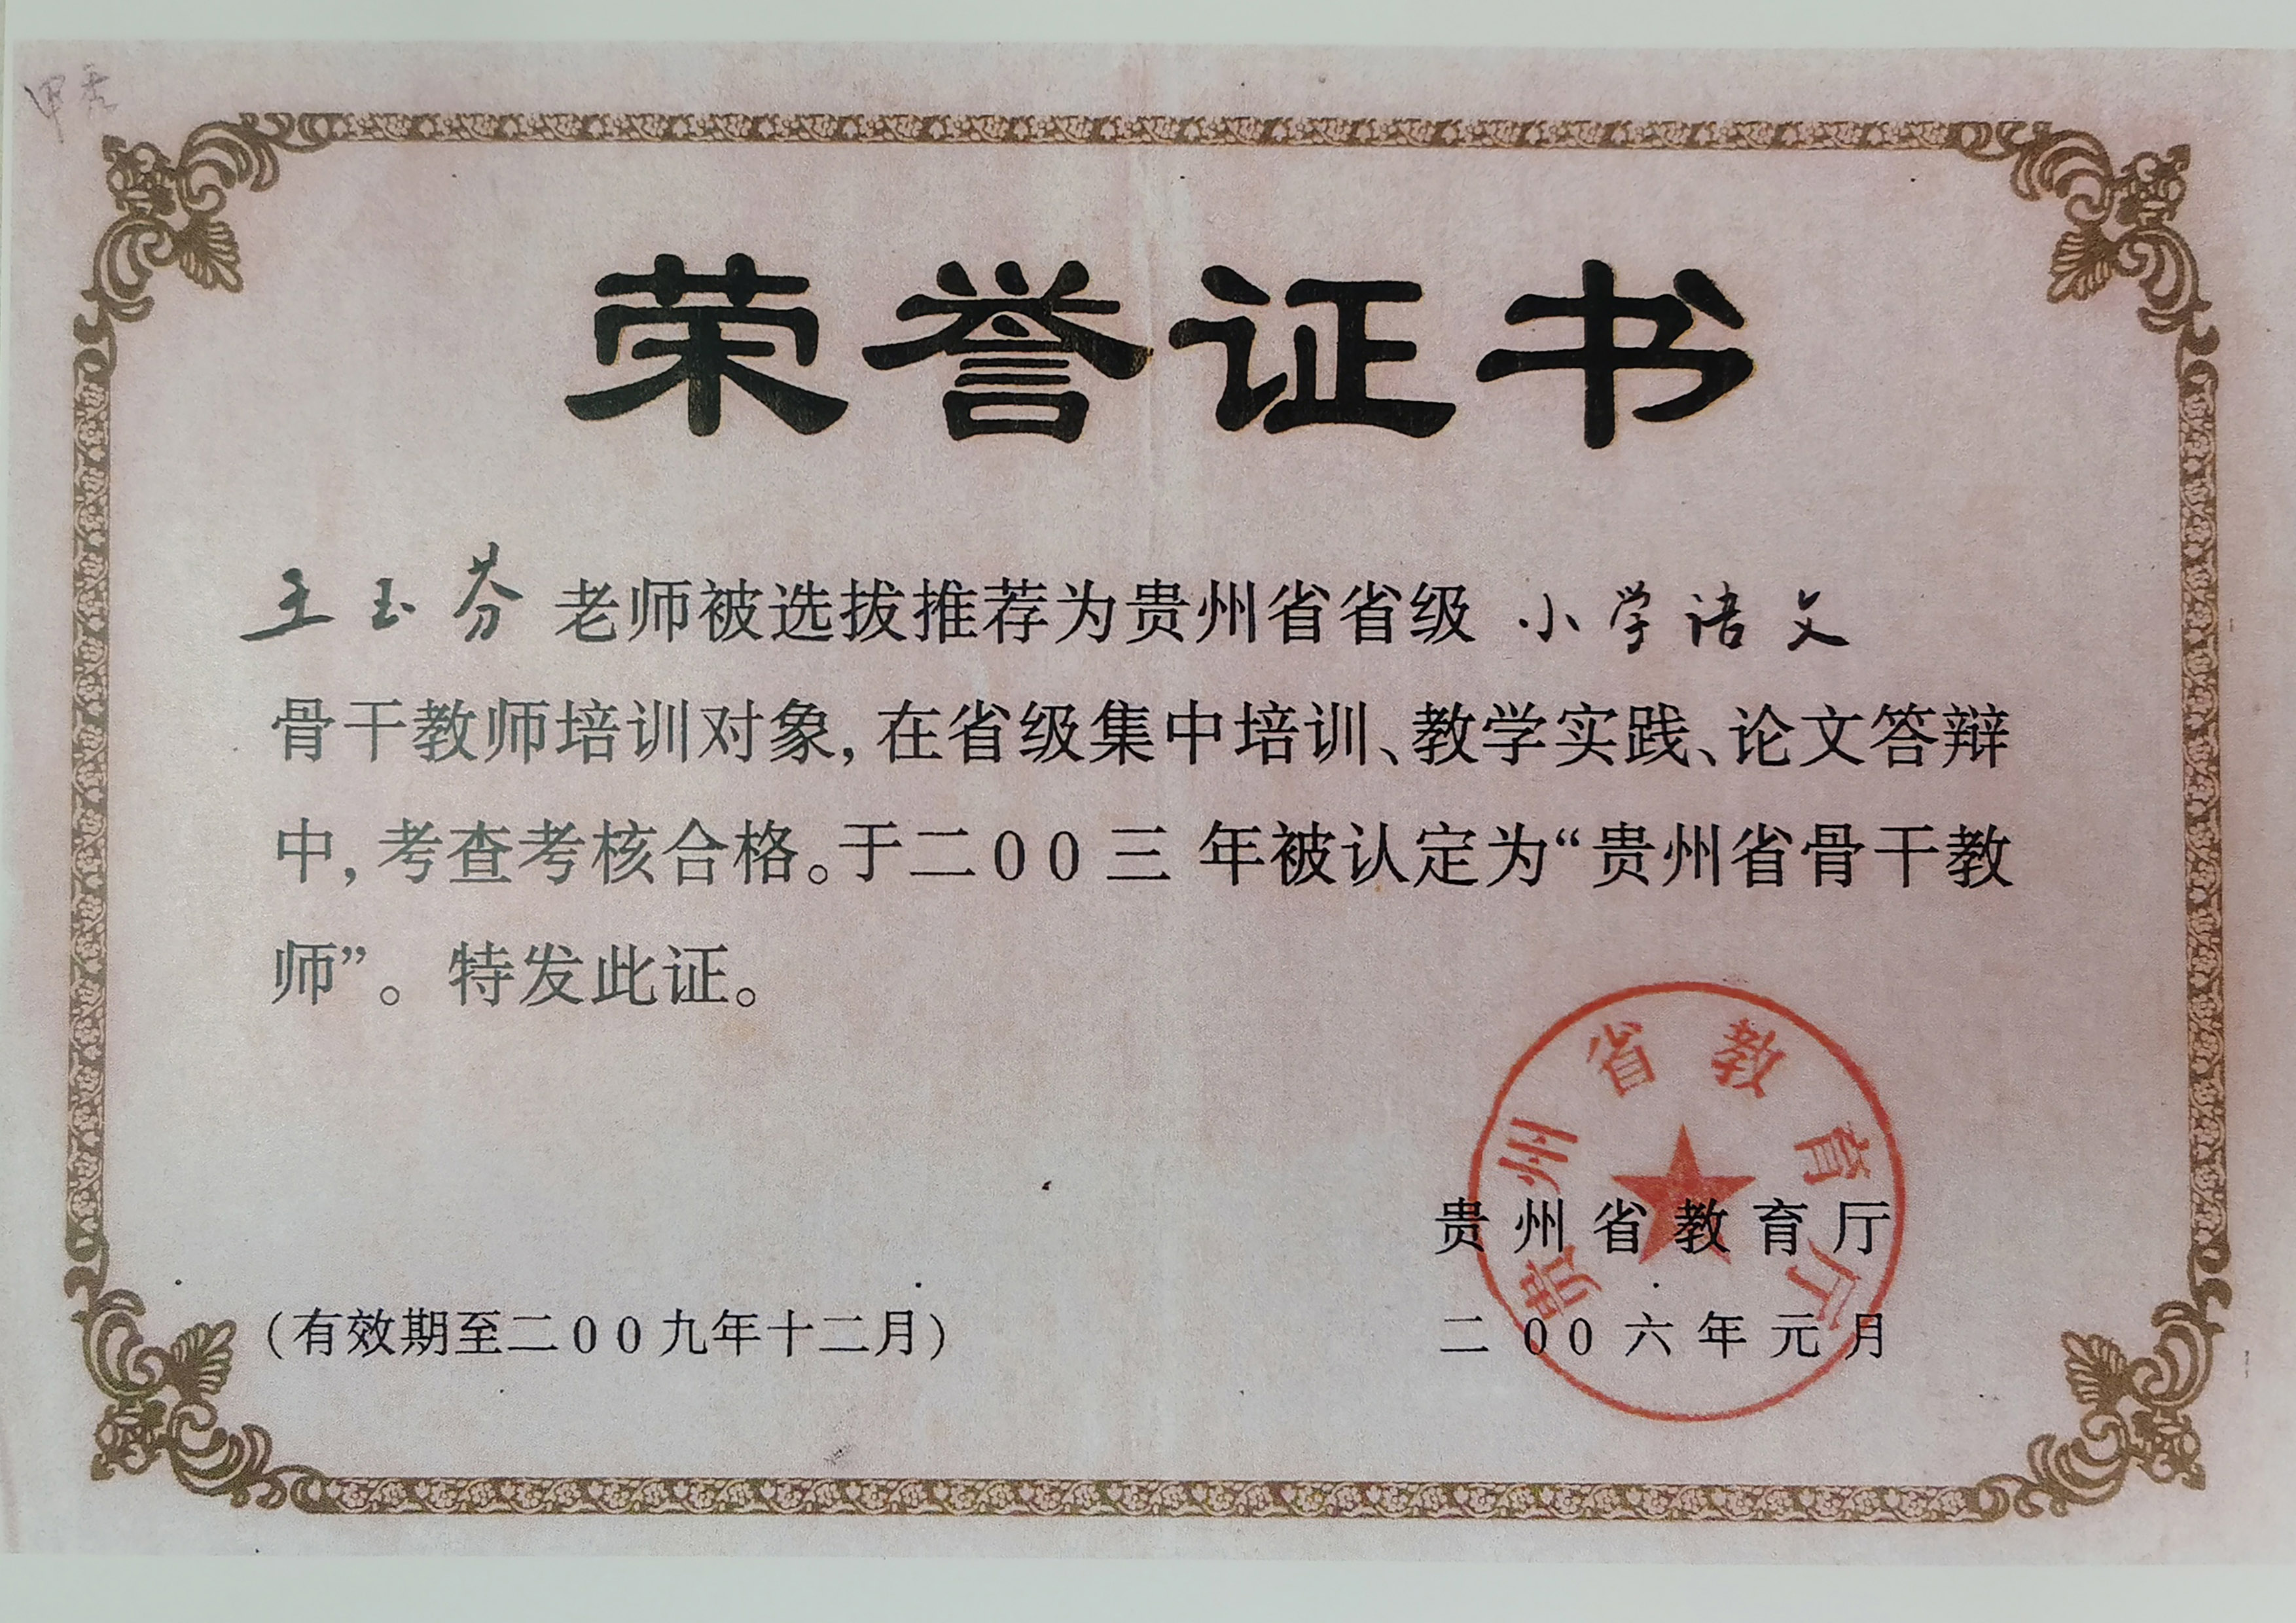 甲秀
荣誉证书
王玉芬老师被选拔推荐为贵州省省级 小学语文
骨干教师培训对象,在省级集中培训、教学实践、论文答辩
中,考查考核合格。于二00三年被认定为“贵州省骨干教
师”。特发此证。
贵州省教育厅
贵州省教育厅
(有效期至二00九年十二月)
二00六年元月